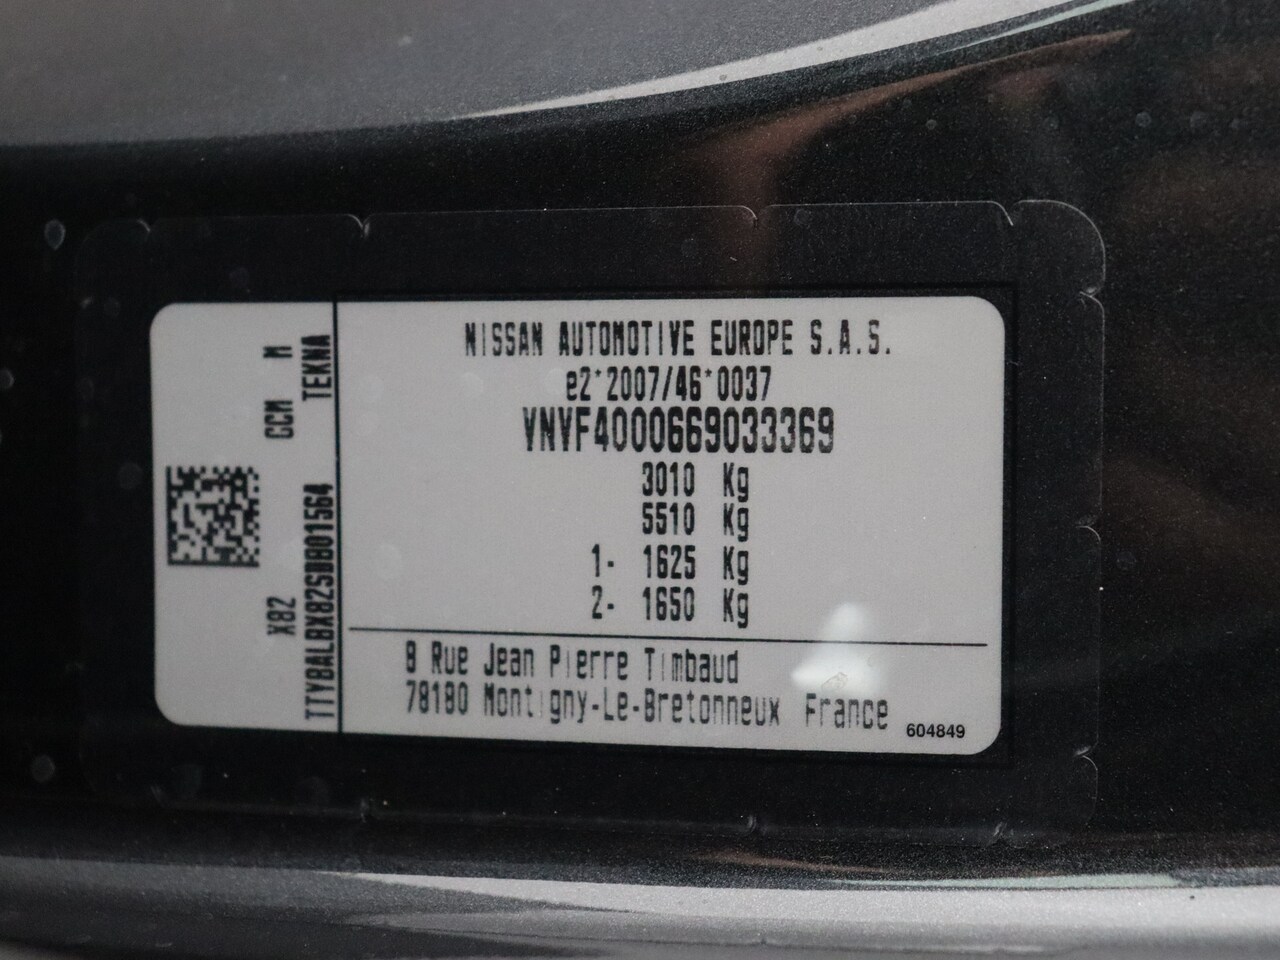 NISSAN AUTOMOTIVE EUROPE S.A.S.
e2*2007/46*0037
VNVF4000669033369
3010 Kg
5510 Kg
1- 1625 Kg
2- 1650 Kg
8 Rue Jean Pierre Timbaud
78180 Montigny-Le-Bretonneux France
604849
X82 CCM M
TTYBALBX82SDB01564 TEKNA